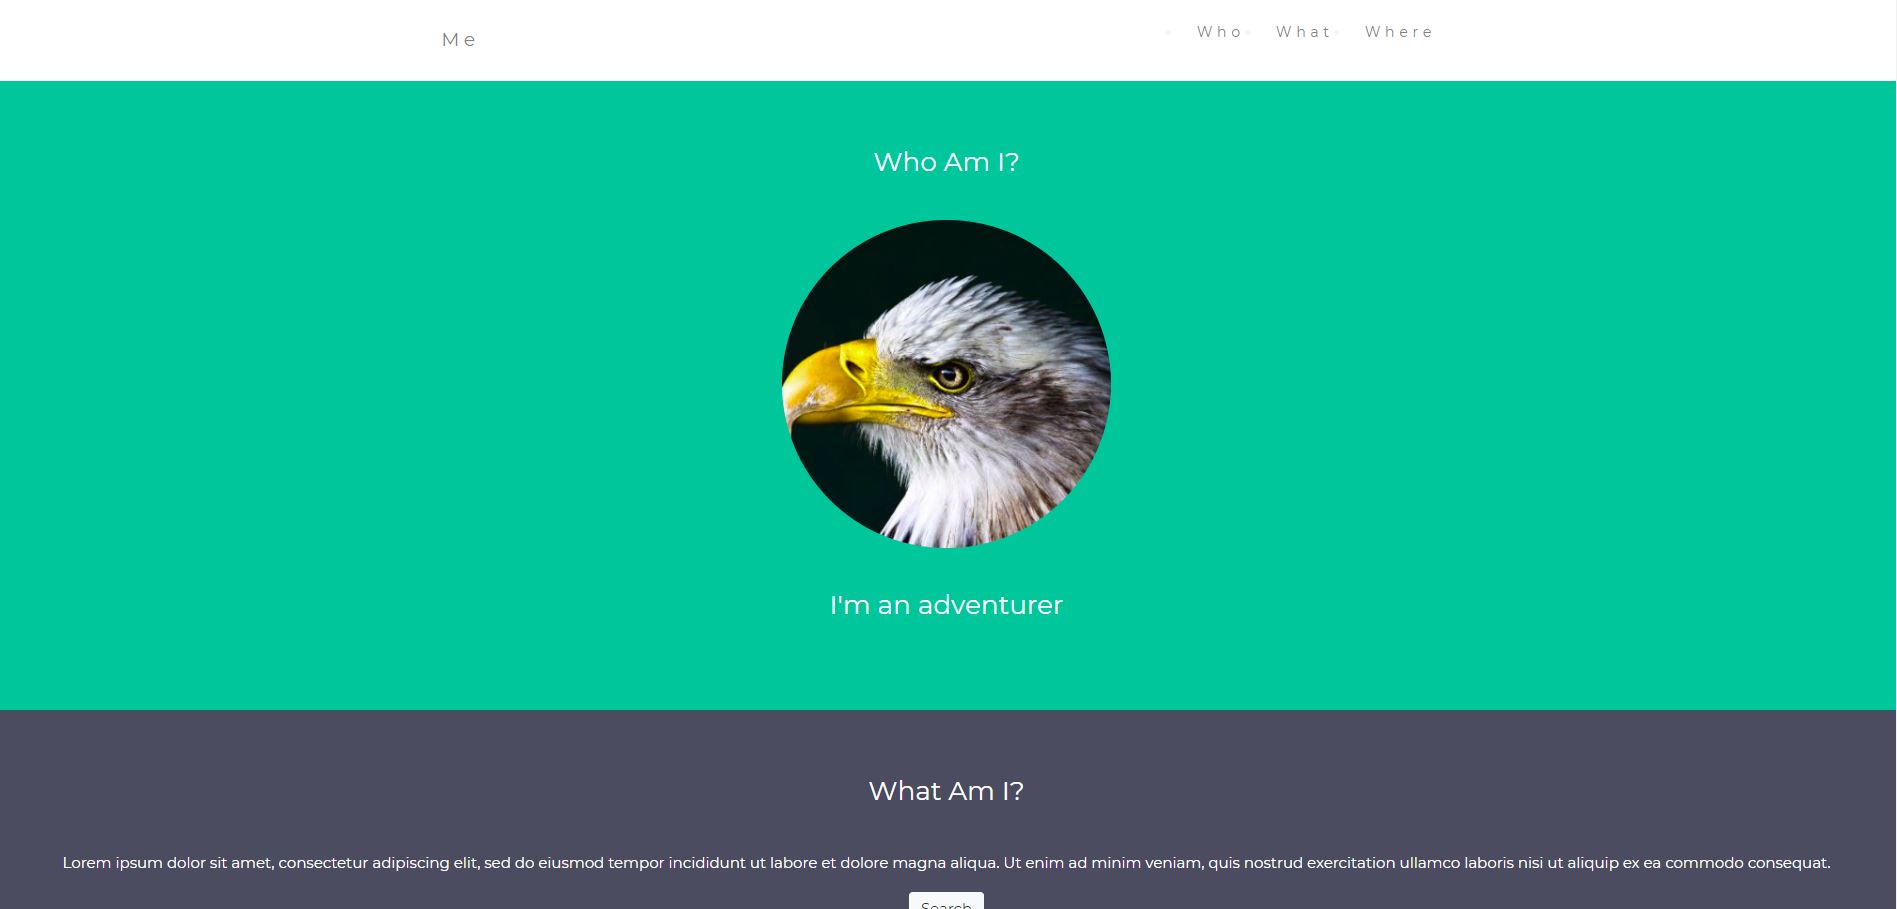 Me
Who What Where
Who Am I?
I'm an adventurer
What Am I?
Lorem ipsum dolor sit amet, consectetur adipiscing elit, sed do eiusmod tempor incididunt ut labore et dolore magna aliqua. Ut enim ad minim veniam, quis nostrud exercitation ullamco laboris nisi ut aliquip ex ea commodo consequat.
Search